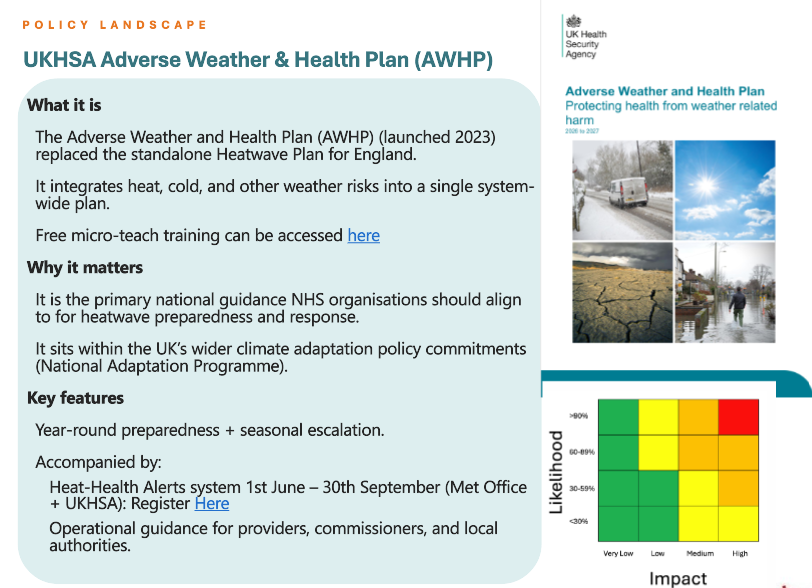 POLICY LANDSCAPE
UKHSA Adverse Weather & Health Plan (AWHP)
What it is
The Adverse Weather and Health Plan (AWHP) (launched 2023)
replaced the standalone Heatwave Plan for England.
It integrates heat, cold, and other weather risks into a single system-
wide plan.
Free micro-teach training can be accessed here
Why it matters
It is the primary national guidance NHS organisations should align
to for heatwave preparedness and response.
It sits within the UK's wider climate adaptation policy commitments
(National Adaptation Programme).
Key features
Year-round preparedness + seasonal escalation.
Accompanied by:
Heat-Health Alerts system 1st June – 30th September (Met Office
+ UKHSA): Register Here
Operational guidance for providers, commissioners, and local
authorities.
UK Health
Security
Agency
Adverse Weather and Health Plan
Protecting health from weather related
harm
2026 to 2027
Likelihood
>90%
60-89%
30-59%
<30%
Very Low Low Medium High
Impact